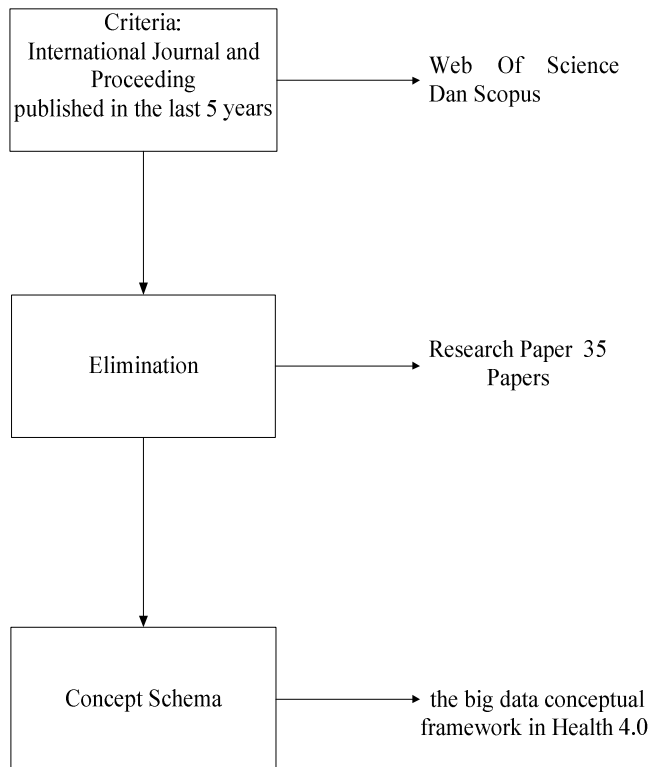 Criteria:
International Journal and
Proceeding
published in the last 5 years
Web Of Science
Dan Scopus
Elimination
Research Paper 35
Papers
Concept Schema
the big data conceptual
framework in Health 4.0